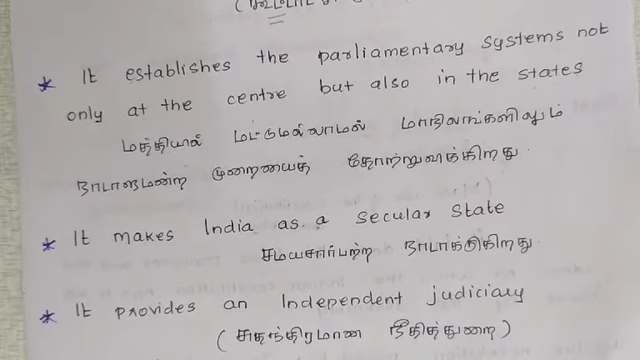 * It establishes the parliamentary systems not
only at the centre but also in the states
மத்தியில் மட்டுமல்லாமல் மாநிலங்களிலும்
நாடாளுமன்ற முறையைத் தோற்றுவிக்கிறது.
* It makes India as a secular state
சமயசார்பற்ற நாடாக்குகிறது.
* It provides an Independent judiciary
(சுதந்திரமான நீதித்துறை)